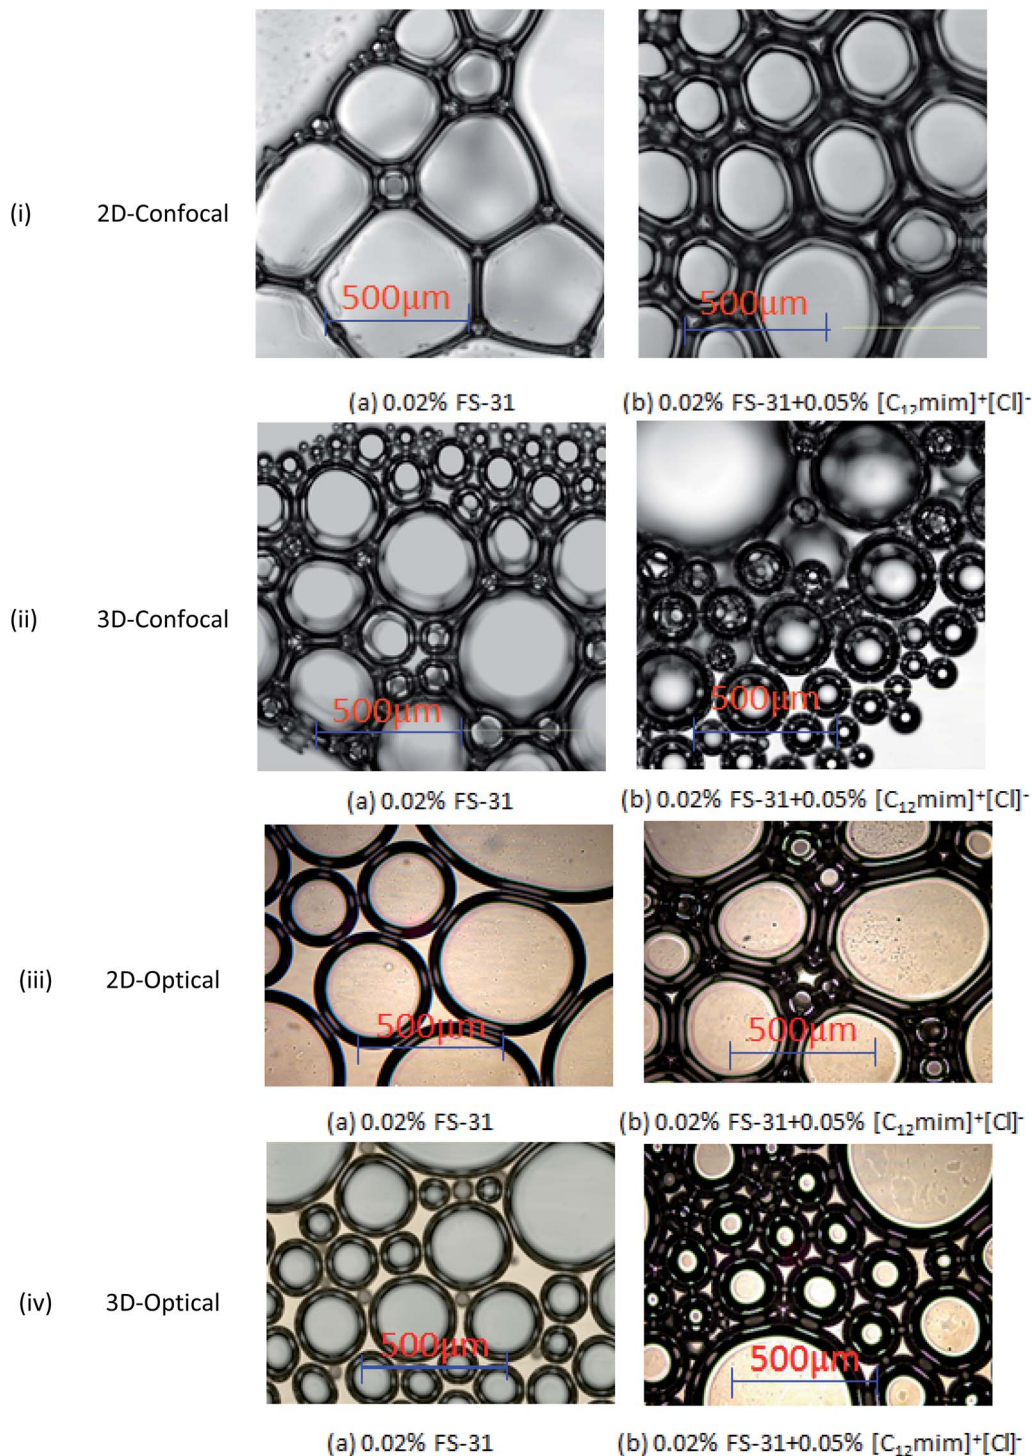 (i) 2D-Confocal
500μm 500μm
(a) 0.02% FS-31 (b) 0.02% FS-31+0.05% [C₁₂mim]⁺[Cl]⁻
(ii) 3D-Confocal
500μm 500μm
(a) 0.02% FS-31 (b) 0.02% FS-31+0.05% [C₁₂mim]⁺[Cl]⁻
(iii) 2D-Optical
500μm 500μm
(a) 0.02% FS-31 (b) 0.02% FS-31+0.05% [C₁₂mim]⁺[Cl]⁻
(iv) 3D-Optical
500μm 500μm
(a) 0.02% FS-31 (b) 0.02% FS-31+0.05% [C₁₂mim]⁺[Cl]⁻